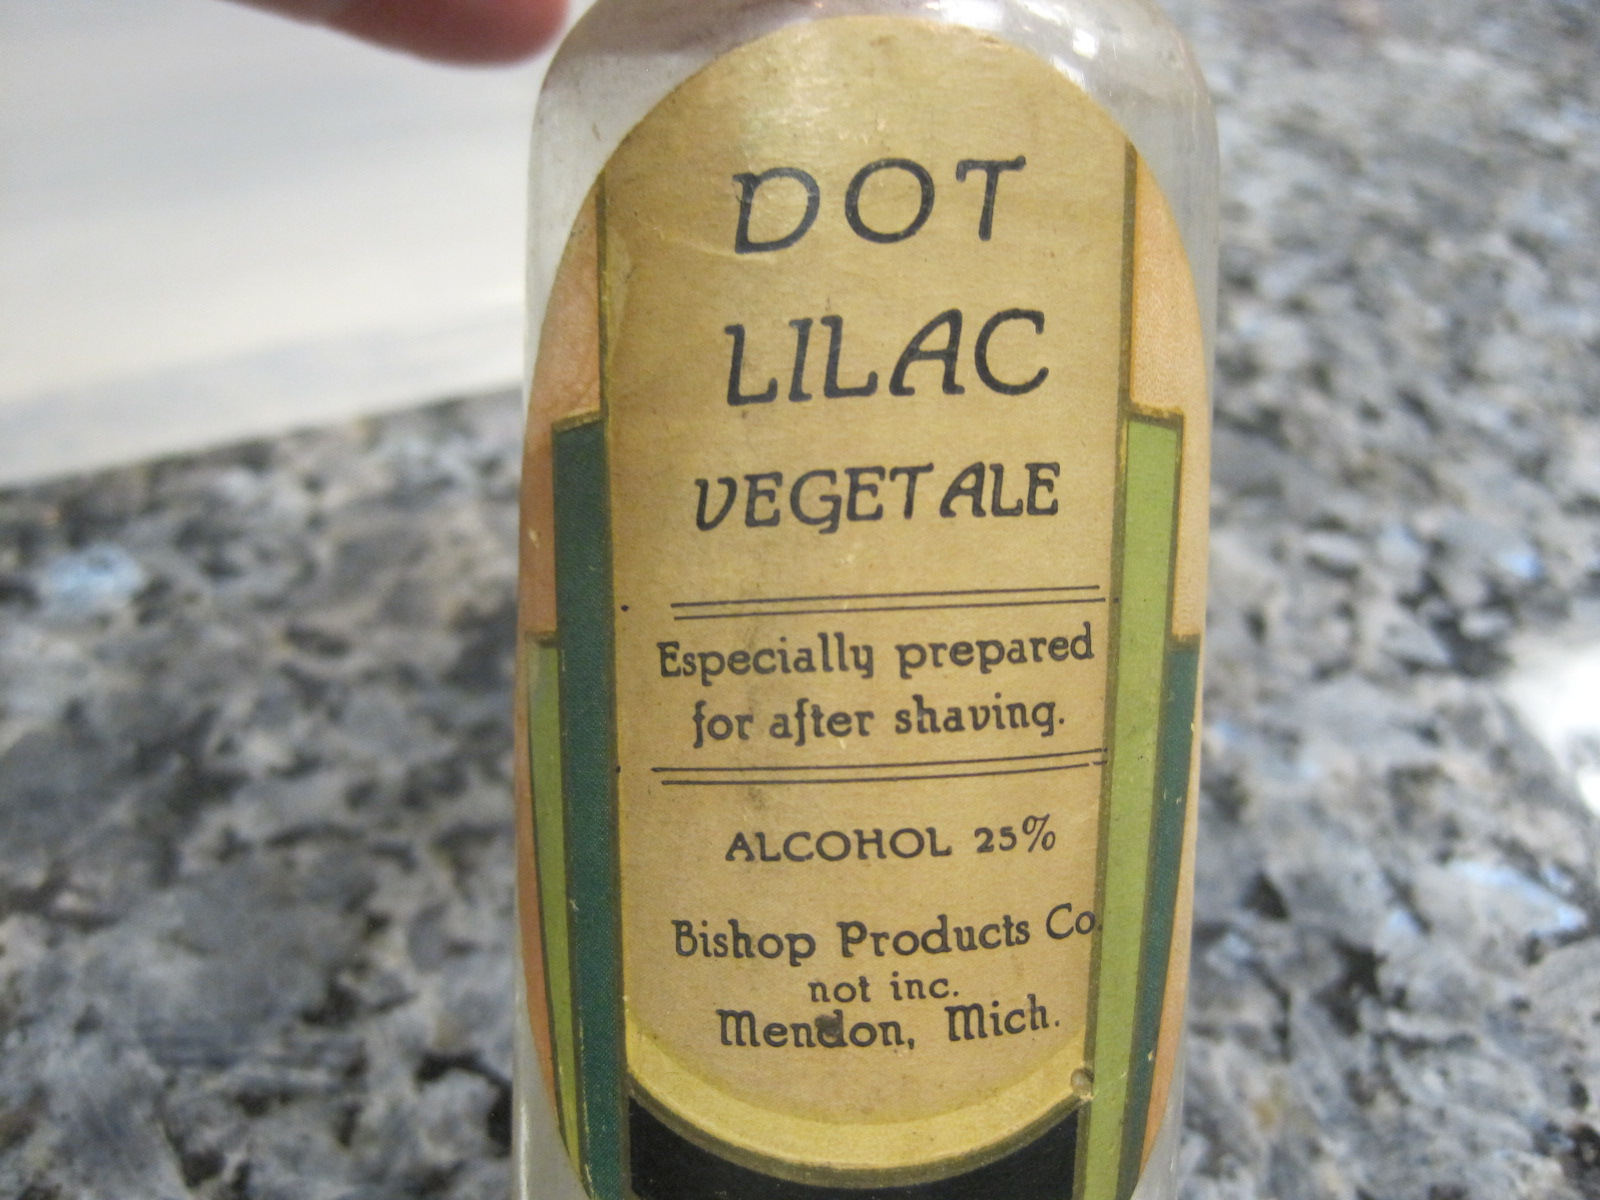 DOT
LILAC
VEGETALE
Especially prepared
for after shaving.
ALCOHOL 25%
Bishop Products Co.
not inc.
Mendon, Mich.